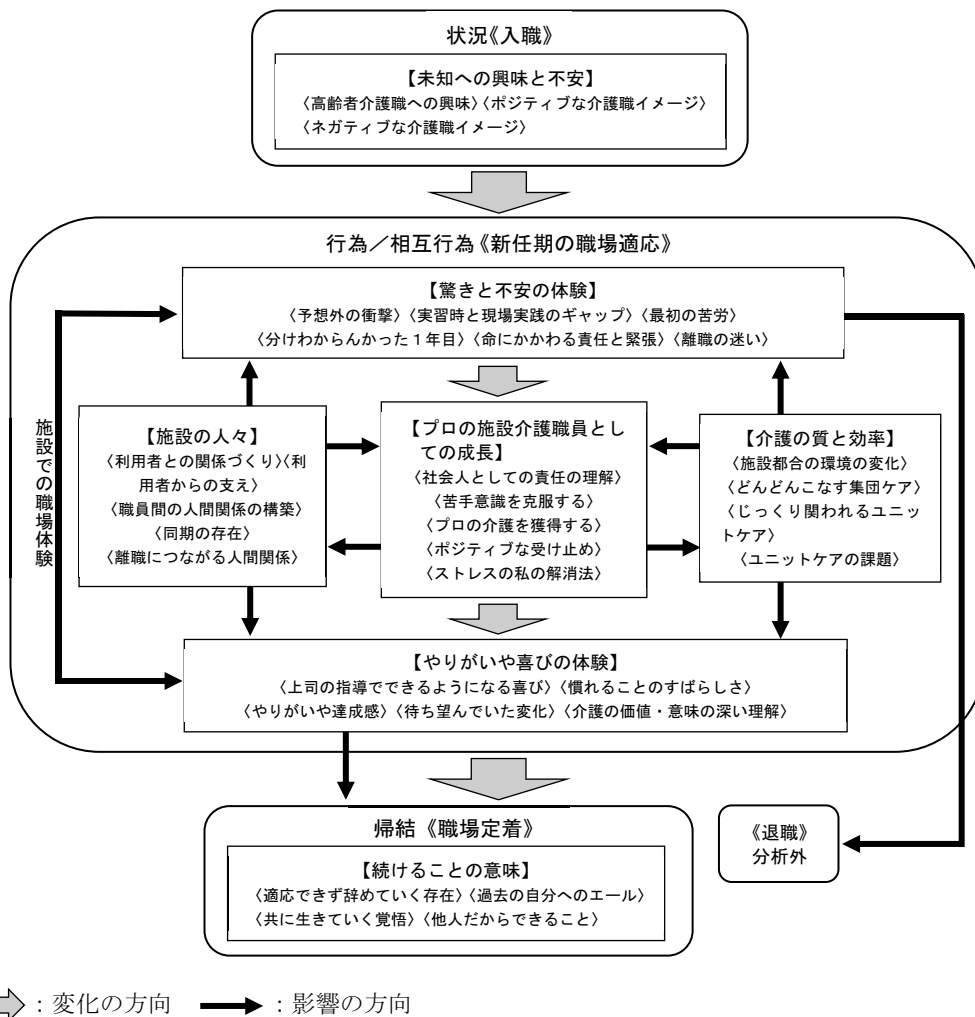 状況《入職》
【未知への興味と不安】
〈高齢者介護職への興味〉〈ポジティブな介護職イメージ〉
〈ネガティブな介護職イメージ〉
行為／相互行為《新任期の職場適応》
【驚きと不安の体験】
〈予想外の衝撃〉〈実習時と現場実践のギャップ〉〈最初の苦労〉
〈分けわからんかった１年目〉〈命にかかわる責任と緊張〉〈離職の迷い〉
施設での職場体験
【施設の人々】
〈利用者との関係づくり〉〈利
用者からの支え〉
〈職員間の人間関係の構築〉
〈同期の存在〉
〈離職につながる人間関係〉
【プロの施設介護職員とし
ての成長】
〈社会人としての責任の理解〉
〈苦手意識を克服する〉
〈プロの介護を獲得する〉
〈ポジティブな受け止め〉
〈ストレスの私の解消法〉
【介護の質と効率】
〈施設都合の環境の変化〉
〈どんどんこなす集団ケア〉
〈じっくり関われるユニッ
トケア〉
〈ユニットケアの課題〉
【やりがいや喜びの体験】
〈上司の指導でできるようになる喜び〉〈慣れることのすばらしさ〉
〈やりがいや達成感〉〈待ち望んでいた変化〉〈介護の価値・意味の深い理解〉
帰結《職場定着》
【続けることの意味】
〈適応できず辞めていく存在〉〈過去の自分へのエール〉
〈共に生きていく覚悟〉〈他人だからできること〉
《退職》
分析外
：変化の方向 ：影響の方向